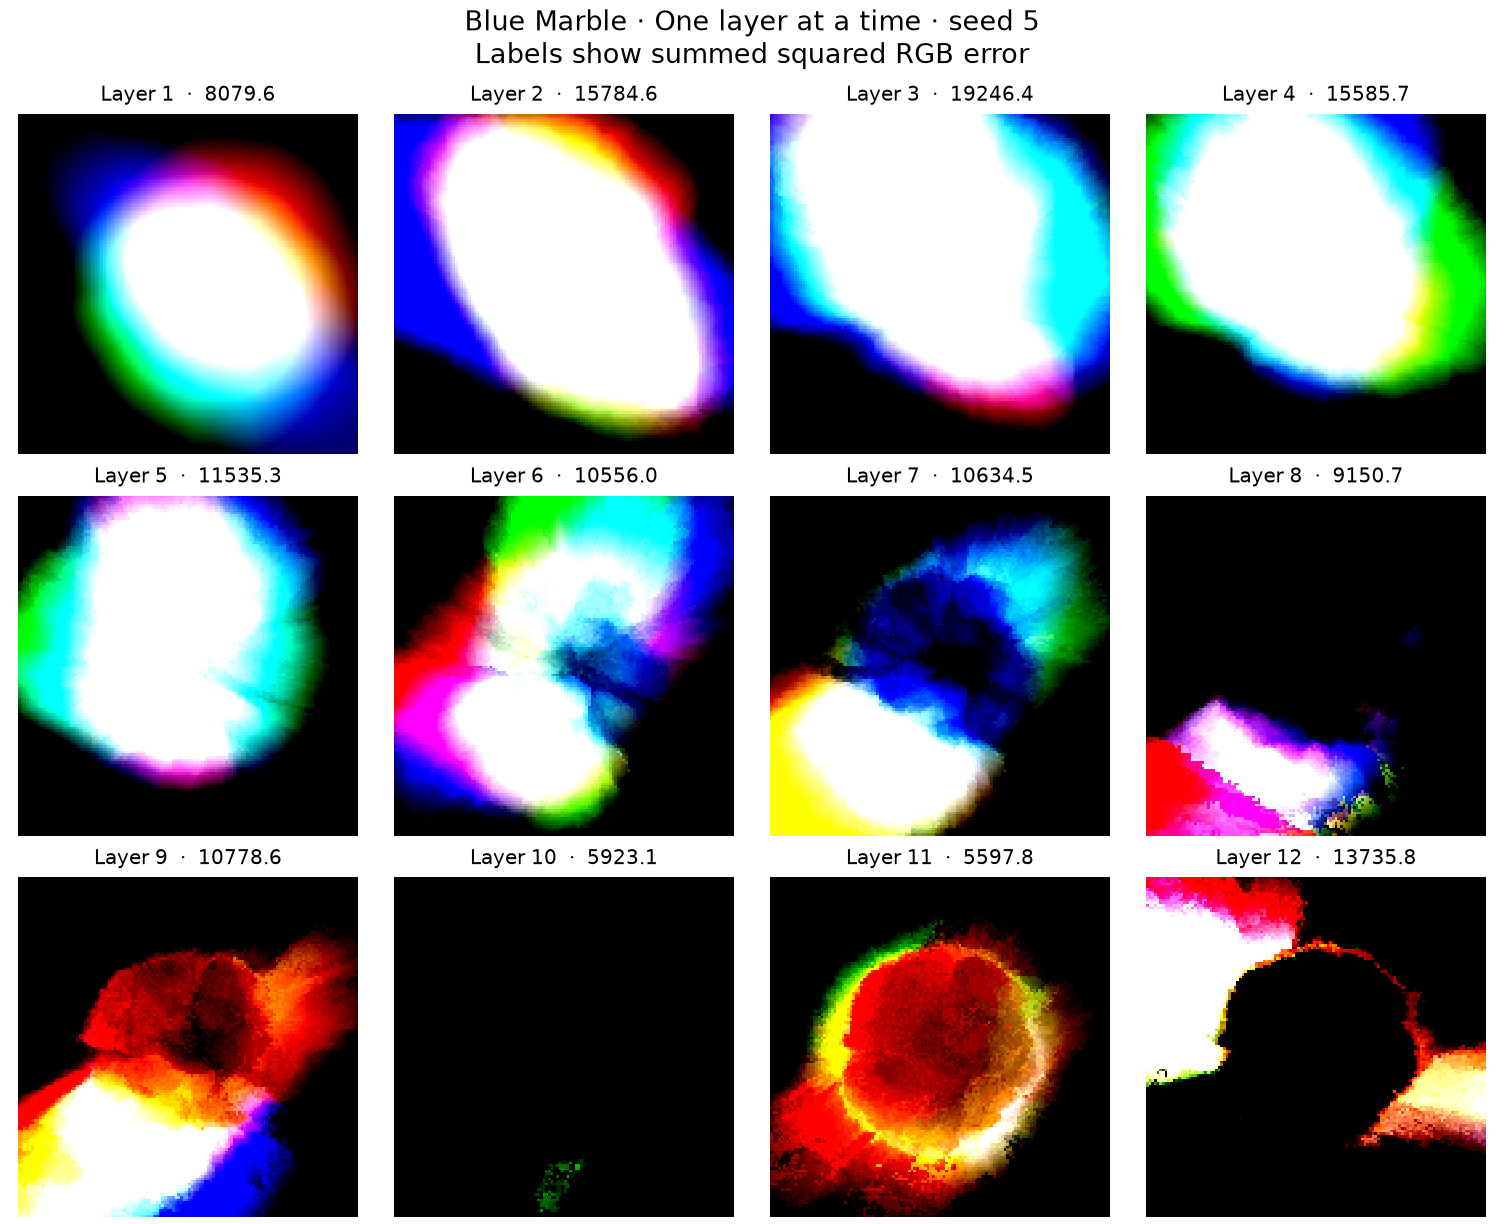 Blue Marble · One layer at a time · seed 5
Labels show summed squared RGB error
Layer 1 · 8079.6
Layer 2 · 15784.6
Layer 3 · 19246.4
Layer 4 · 15585.7
Layer 5 · 11535.3
Layer 6 · 10556.0
Layer 7 · 10634.5
Layer 8 · 9150.7
Layer 9 · 10778.6
Layer 10 · 5923.1
Layer 11 · 5597.8
Layer 12 · 13735.8